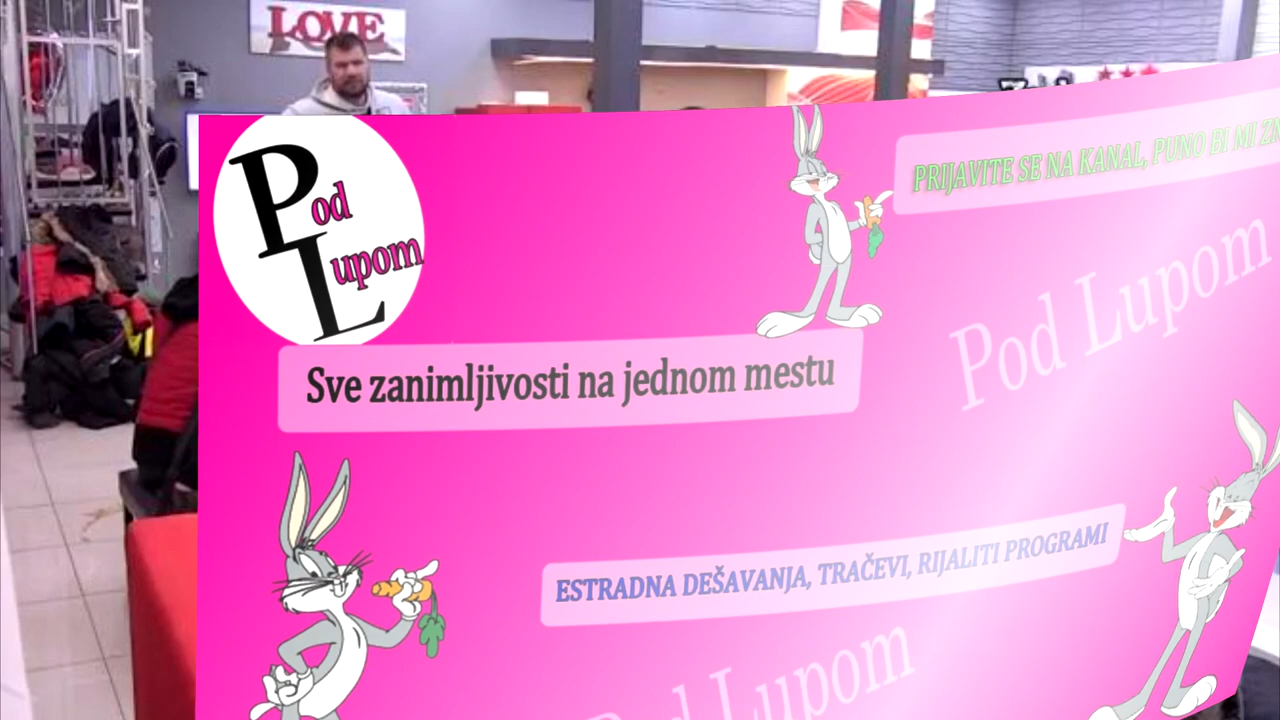 LOVE
Pod
Lupom
PRIJAVITE SE NA KANAL, PUNO BI MI
Pod Lupom
Sve zanimljivosti na jednom mestu
ESTRADNA DEŠAVANJA, TRAČEVI, RIJALITI PROGRAMI
Pod Lupom